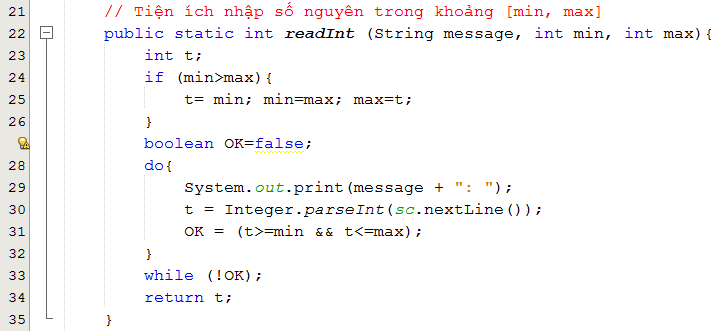 21 // Tiện ích nhập số nguyên trong khoảng [min, max]
22 public static int readInt (String message, int min, int max){
23 int t;
24 if (min>max){
25 t= min; min=max; max=t;
26 }
boolean OK=false;
28 do{
29 System.out.print(message + ": ");
30 t = Integer.parseInt(sc.nextLine());
31 OK = (t>=min && t<=max);
32 }
33 while (!OK);
34 return t;
35 }